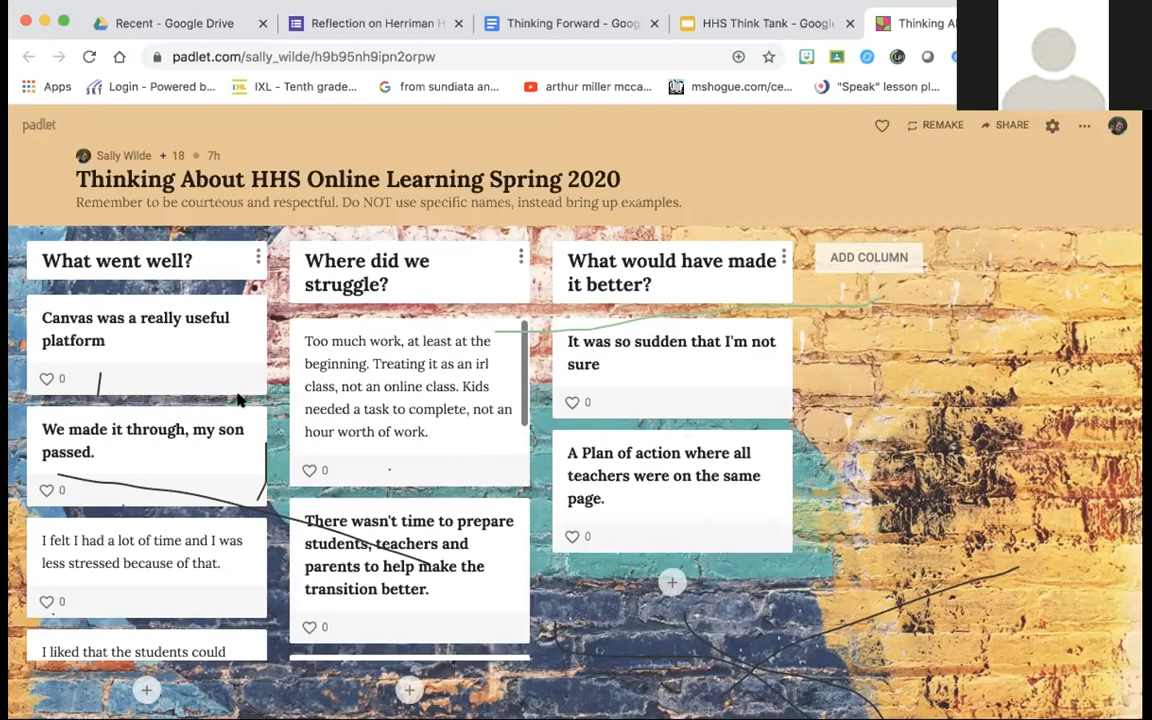 Recent - Google Drive
Reflection on Herriman H
Thinking Forward - Goog
HHS Think Tank - Google
Thinking Al
padlet.com/sally_wilde/h9b95nh9ipn2orpw
Apps
Login - Powered b...
IXL - Tenth grade...
from sundiata an...
arthur miller mcca...
mshogue.com/ce...
"Speak" lesson pl...
padlet
REMAKE
SHARE
Sally Wilde + 18 7h
Thinking About HHS Online Learning Spring 2020
Remember to be courteous and respectful. Do NOT use specific names, instead bring up examples.
What went well?
Canvas was a really useful
platform
0
We made it through, my son
passed.
0
I felt I had a lot of time and I was
less stressed because of that.
0
I liked that the students could
Where did we
struggle?
Too much work, at least at the
beginning. Treating it as an irl
class, not an online class. Kids
needed a task to complete, not an
hour worth of work.
0
There wasn't time to prepare
students, teachers and
parents to help make the
transition better.
0
What would have made
it better?
It was so sudden that I'm not
sure
0
A Plan of action where all
teachers were on the same
page.
0
ADD COLUMN